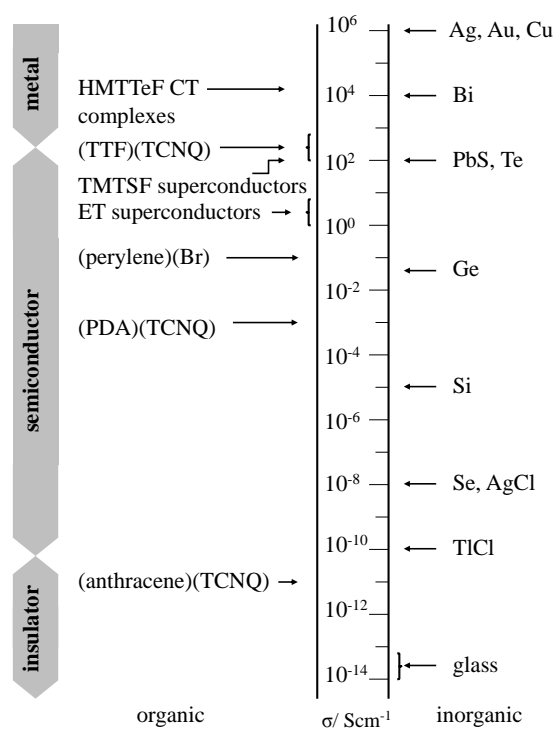 metal
semiconductor
insulator
HMTTeF CT
complexes
(TTF)(TCNQ)
TMTSF superconductors
ET superconductors
(perylene)(Br)
(PDA)(TCNQ)
(anthracene)(TCNQ)
organic
10⁶
10⁴
10²
10⁰
10⁻²
10⁻⁴
10⁻⁶
10⁻⁸
10⁻¹⁰
10⁻¹²
10⁻¹⁴
σ/ Scm⁻¹
Ag, Au, Cu
Bi
PbS, Te
Ge
Si
Se, AgCl
TlCl
glass
inorganic